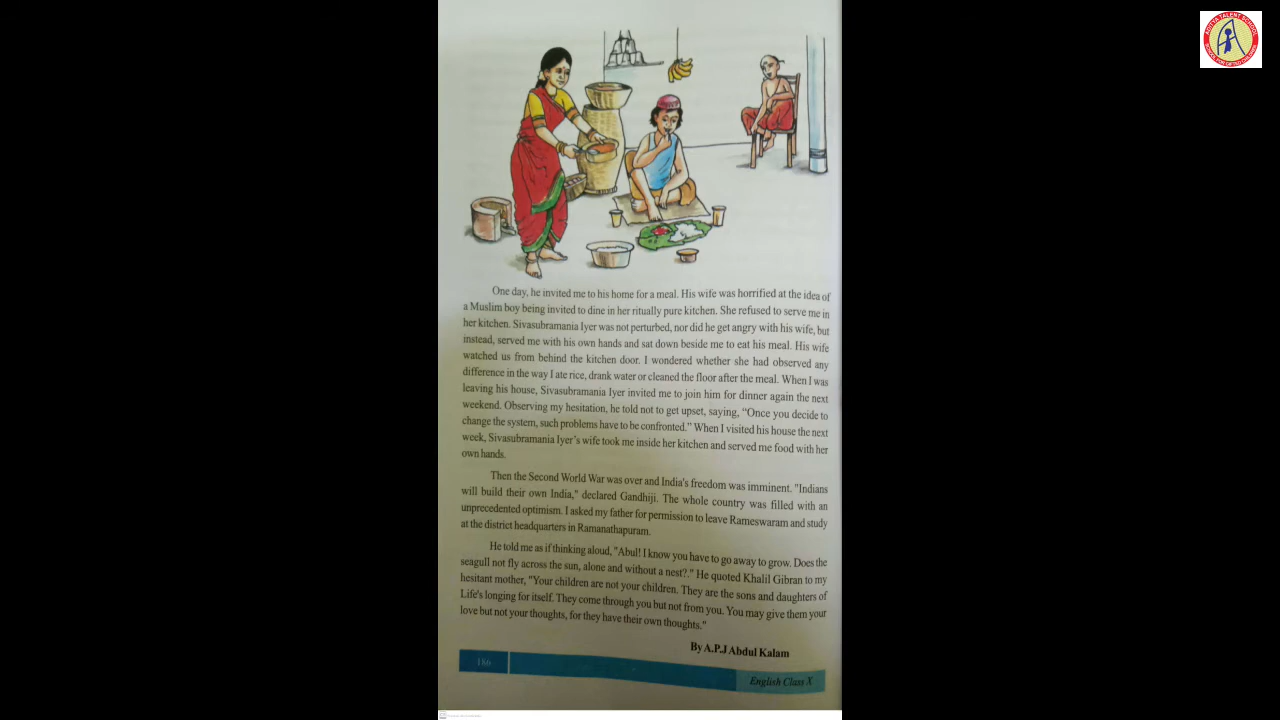 ADITYA TALENT SCHOOL
One day, he invited me to his home for a meal. His wife was horrified at the idea of
a Muslim boy being invited to dine in her ritually pure kitchen. She refused to serve me in
her kitchen. Sivasubramania Iyer was not perturbed, nor did he get angry with his wife, but
instead, served me with his own hands and sat down beside me to eat his meal. His wife
watched us from behind the kitchen door. I wondered whether she had observed any
difference in the way I ate rice, drank water or cleaned the floor after the meal. When I was
leaving his house, Sivasubramania Iyer invited me to join him for dinner again the next
weekend. Observing my hesitation, he told not to get upset, saying, "Once you decide to
change the system, such problems have to be confronted." When I visited his house the next
week, Sivasubramania Iyer's wife took me inside her kitchen and served me food with her
own hands.
Then the Second World War was over and India's freedom was imminent. "Indians
will build their own India," declared Gandhiji. The whole country was filled with an
unprecedented optimism. I asked my father for permission to leave Rameswaram and study
at the district headquarters in Ramanathapuram.
He told me as if thinking aloud, "Abul! I know you have to go away to grow. Does the
seagull not fly across the sun, alone and without a nest?." He quoted Khalil Gibran to my
hesitant mother, "Your children are not your children. They are the sons and daughters of
Life's longing for itself. They come through you but not from you. You may give them your
love but not your thoughts, for they have their own thoughts."
By A.P.J Abdul Kalam
186
English Class X